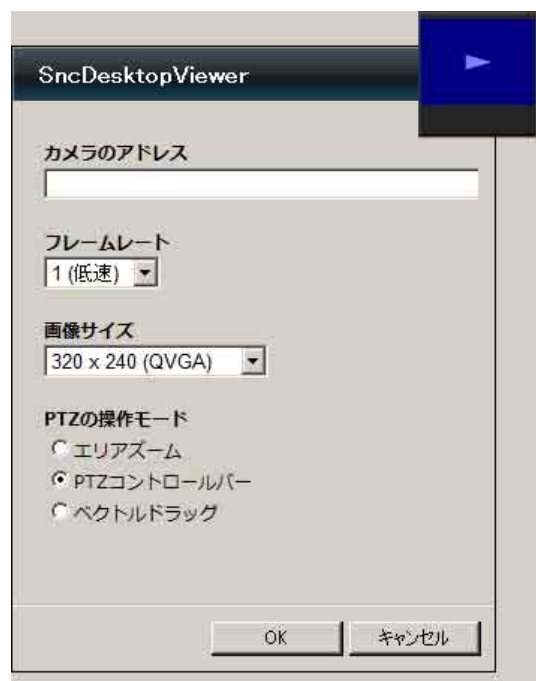 SncDesktopViewer
カメラのアドレス
フレームレート
1 (低速)
画像サイズ
320 x 240 (QVGA)
PTZの操作モード
エリアズーム
PTZコントロールバー
ベクトルドラッグ
OK
キャンセル